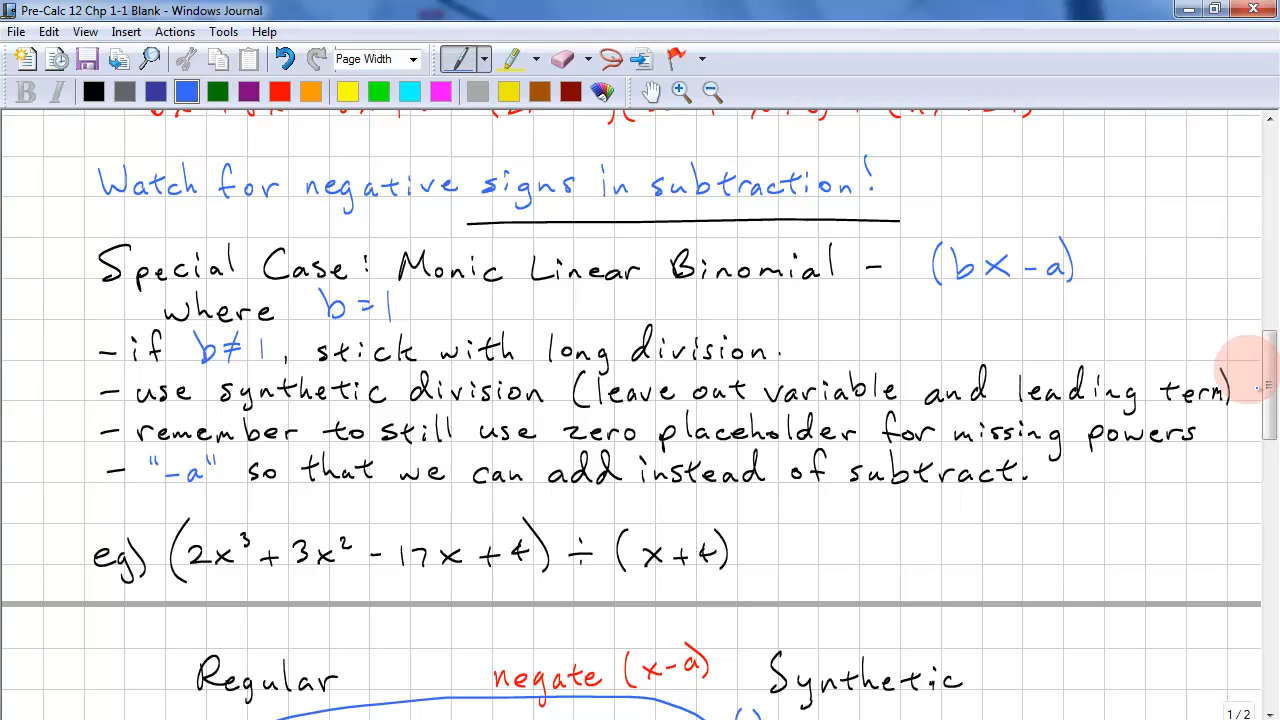 Pre-Calc 12 Chp 1-1 Blank - Windows Journal
File Edit View Insert Actions Tools Help
Page Width
B I
Watch for negative signs in subtraction!
Special Case: Monic Linear Binomial - (bx - a)
where b = 1
- if b ≠ 1, stick with long division.
- use synthetic division (leave out variable and leading term)
- remember to still use zero placeholder for missing powers
- "-a" so that we can add instead of subtract.
eg) (2x³ + 3x² - 17x + 4) ÷ (x + 4)
Regular negate (x-a) Synthetic
1/2